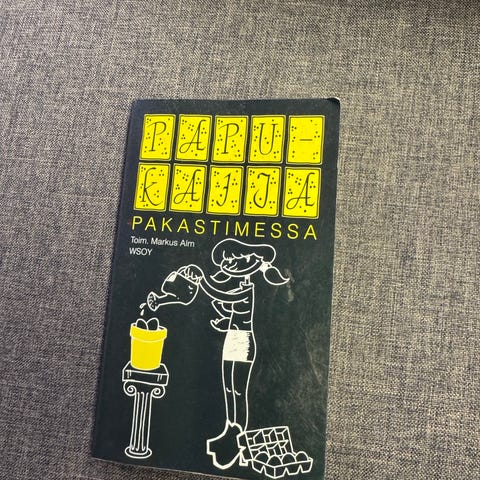 PAPU-
KAIJA
PAKASTIMESSA
Toim. Markus Alm
WSOY